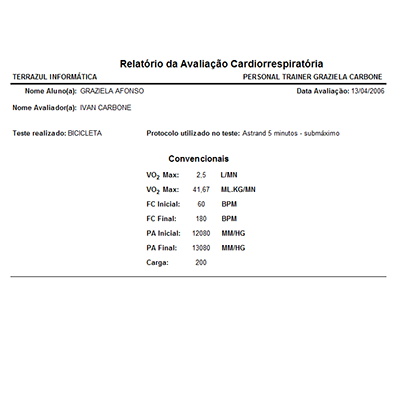 Relatório da Avaliação Cardiorrespiratória
TERRAZUL INFORMÁTICA PERSONAL TRAINER GRAZIELA CARBONE
Nome Aluno(a): GRAZIELA AFONSO Data Avaliação: 13/04/2006
Nome Avaliador(a): IVAN CARBONE
Teste realizado: BICICLETA Protocolo utilizado no teste: Astrand 5 minutos - submáximo
Convencionais
VO2 Max: 2,5 L/MN
VO2 Max: 41,67 ML.KG/MN
FC Inicial: 60 BPM
FC Final: 180 BPM
PA Inicial: 12080 MM/HG
PA Final: 13080 MM/HG
Carga: 200